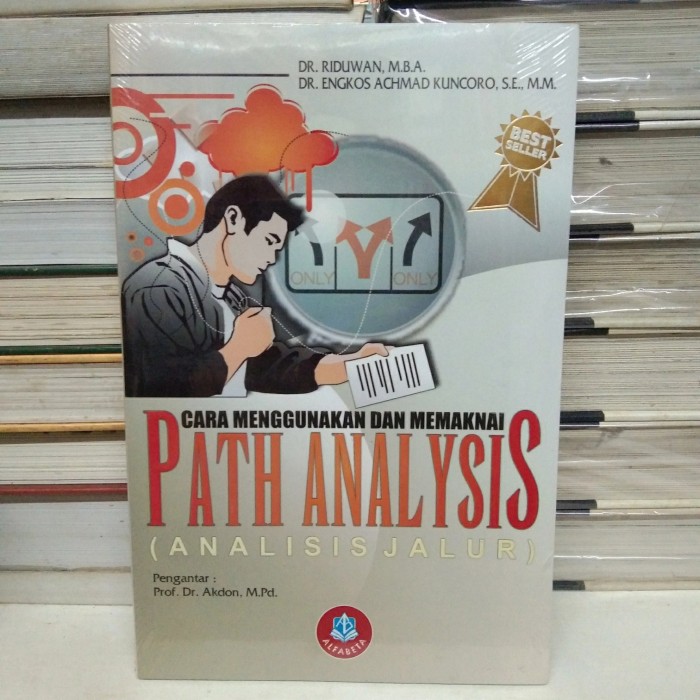 DR. RIDUWAN, M.B.A.
DR. ENGKOS ACHMAD KUNCORO, S.E., M.M.
BEST
SELLER
ONLY
ONLY
CARA MENGGUNAKAN DAN MEMAKNAI
PATH ANALYSIS
(ANALISIS JALUR)
Pengantar :
Prof. Dr. Akdon, M.Pd.
ALFABETA